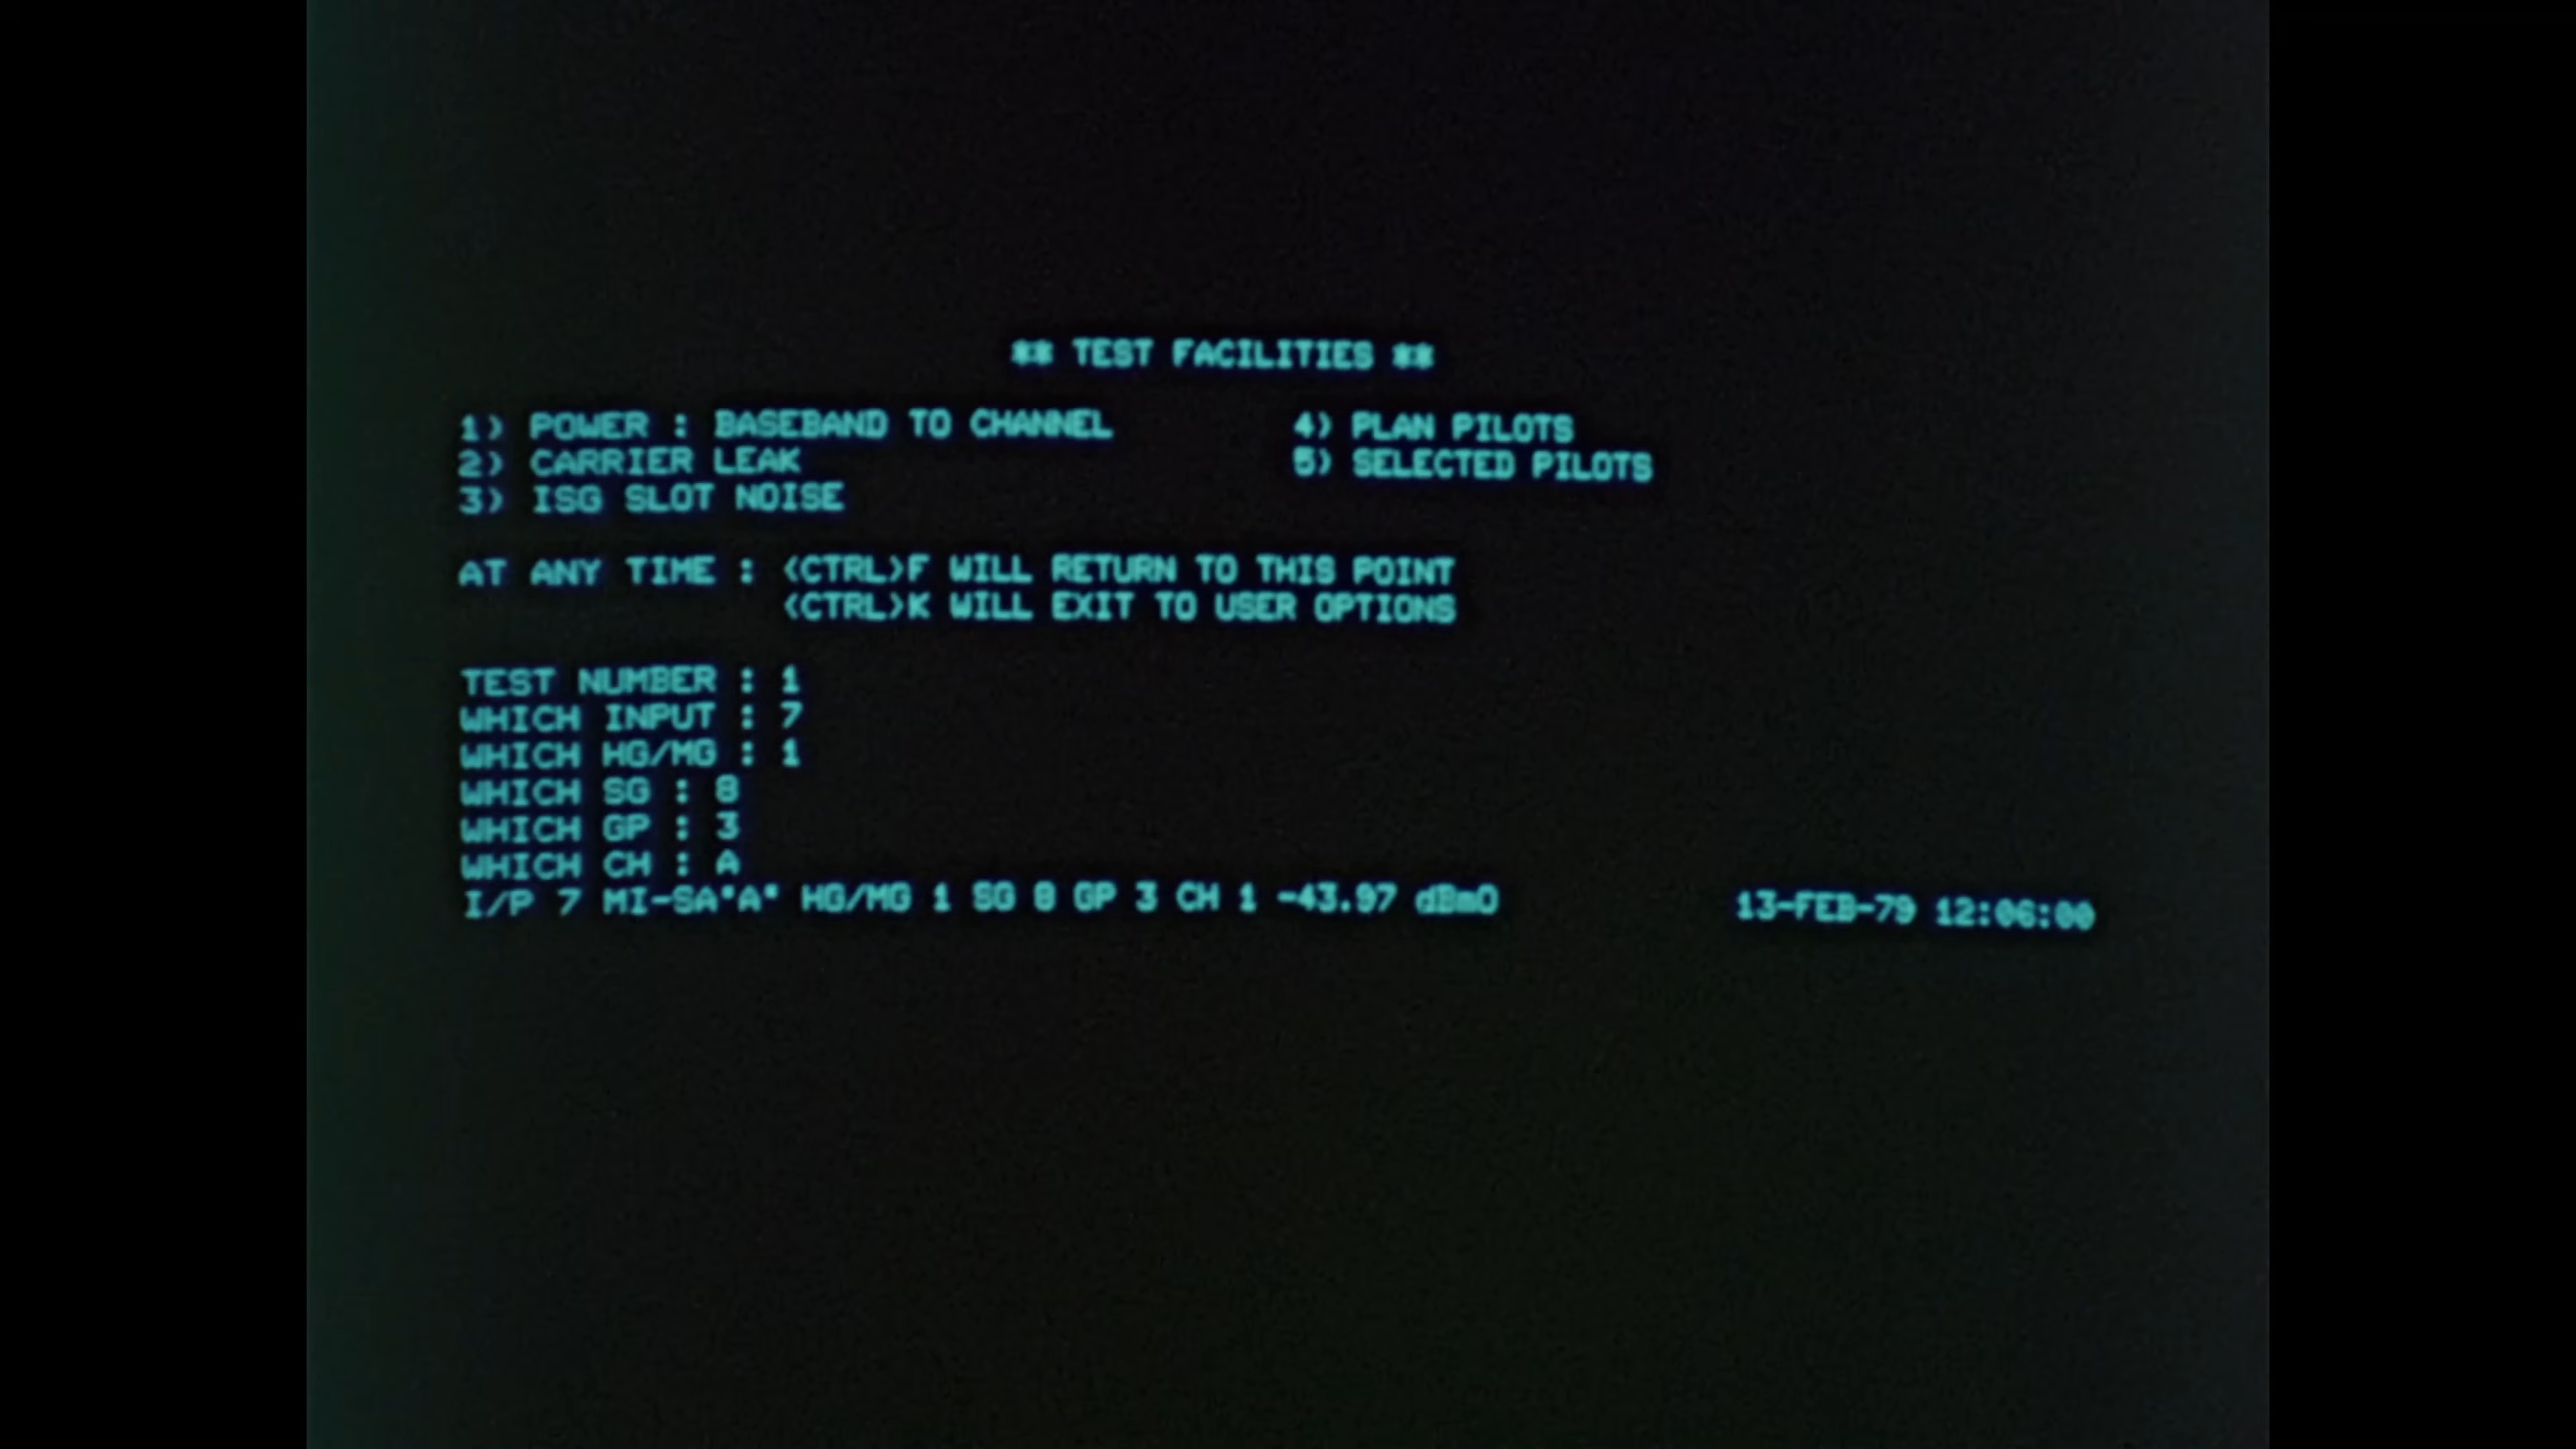 ** TEST FACILITIES **
1) POWER : BASEBAND TO CHANNEL 4) PLAN PILOTS
2) CARRIER LEAK 5) SELECTED PILOTS
3) ISG SLOT NOISE
AT ANY TIME : <CTRL>F WILL RETURN TO THIS POINT
<CTRL>K WILL EXIT TO USER OPTIONS
TEST NUMBER : 1
WHICH INPUT : 7
WHICH HG/MG : 1
WHICH SG : 8
WHICH GP : 3
WHICH CH : A
I/P 7 MI-SA"A" HG/MG 1 SG 8 GP 3 CH 1 -43.97 dBm0 13-FEB-79 12:06:00